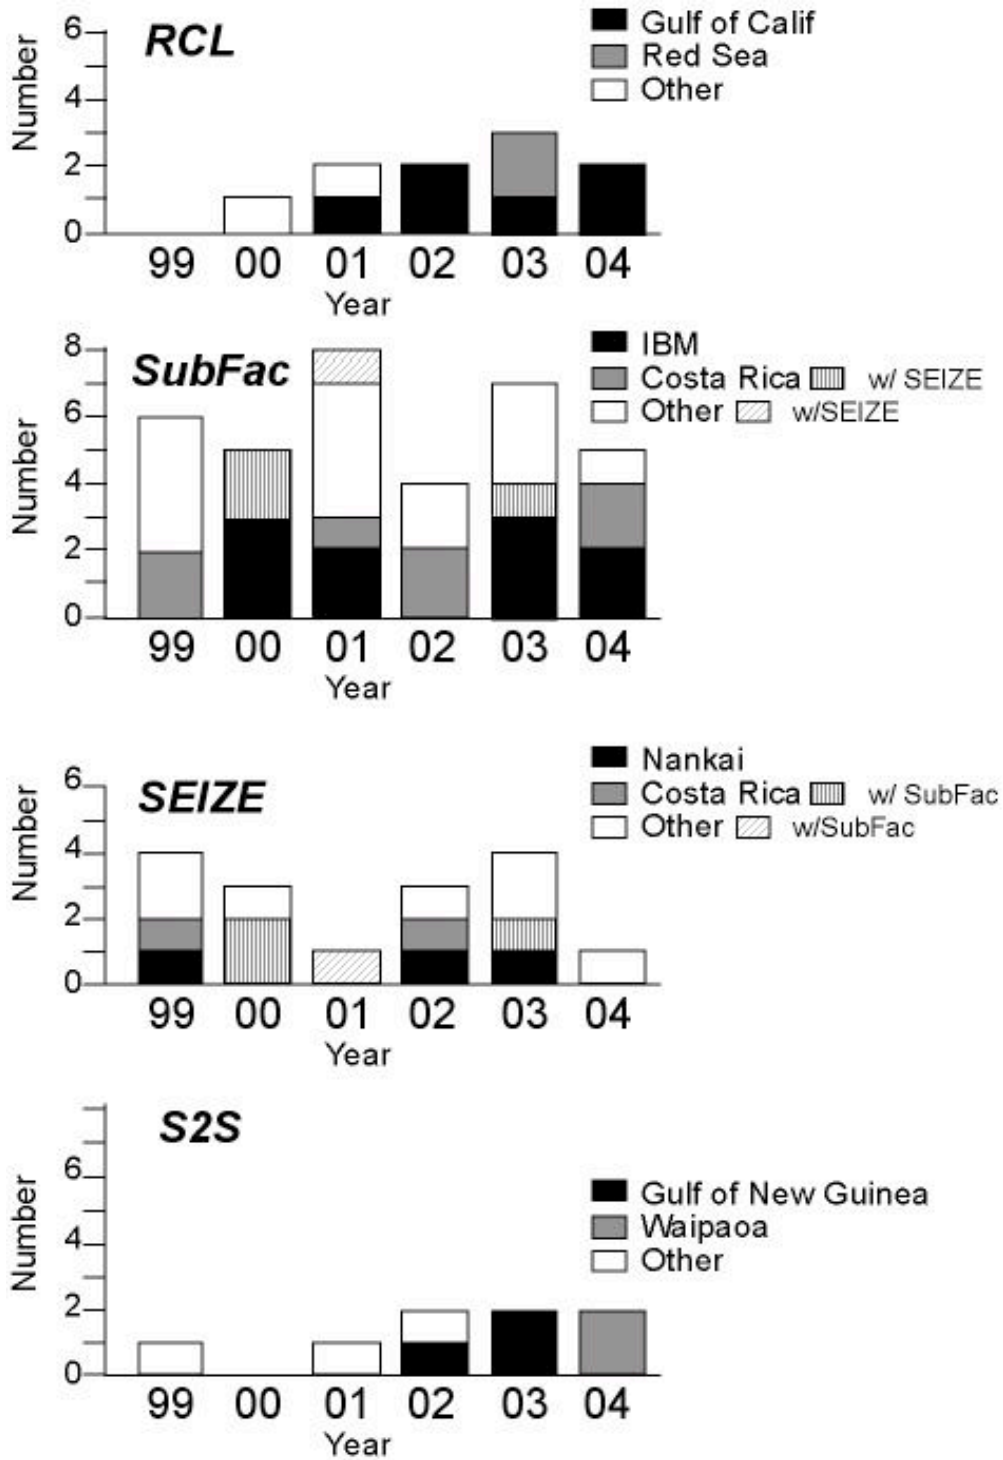 RCL
Gulf of Calif
Red Sea
Other
Number
6
4
2
0
99 00 01 02 03 04
Year
SubFac
IBM
Costa Rica w/ SEIZE
Other w/SEIZE
Number
8
6
4
2
0
99 00 01 02 03 04
Year
SEIZE
Nankai
Costa Rica w/ SubFac
Other w/SubFac
Number
6
4
2
0
99 00 01 02 03 04
Year
S2S
Gulf of New Guinea
Waipaoa
Other
Number
6
4
2
0
99 00 01 02 03 04
Year